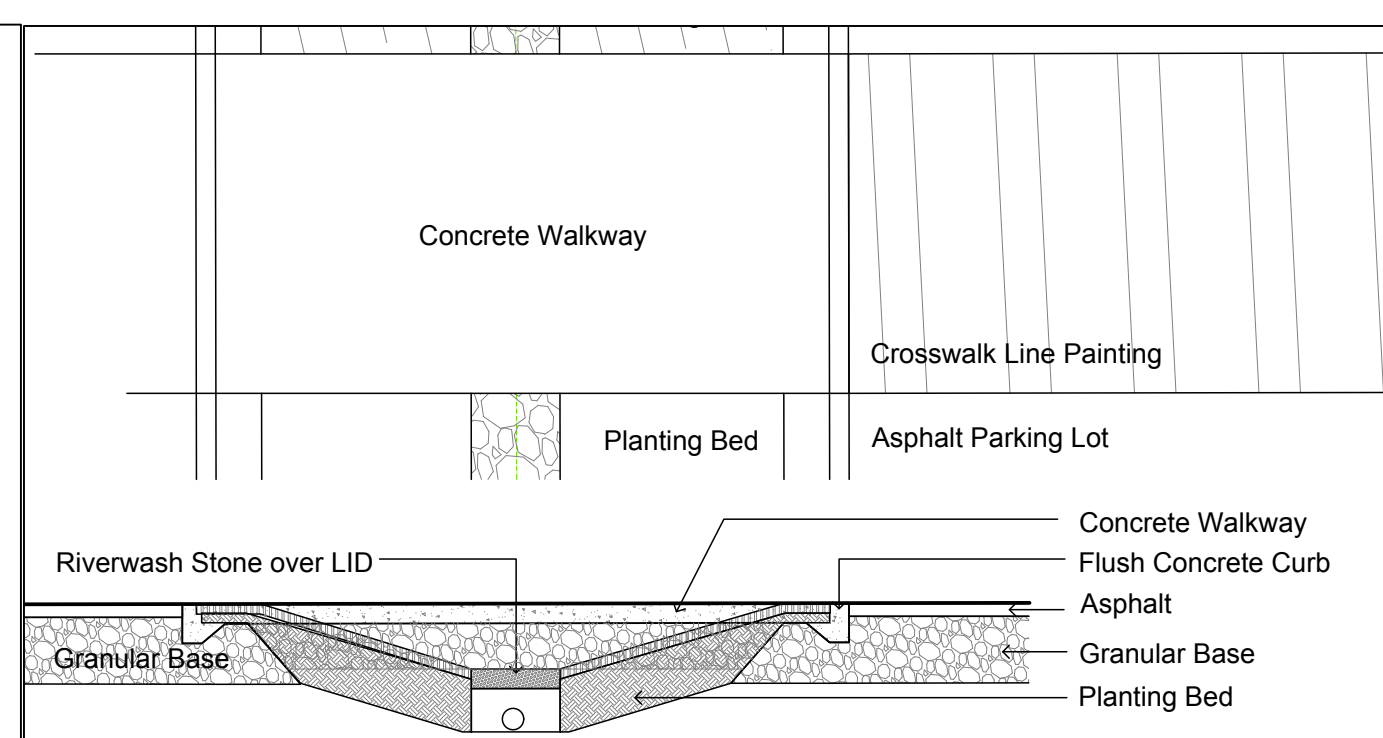 Concrete Walkway
Crosswalk Line Painting
Planting Bed
Asphalt Parking Lot
Concrete Walkway
Riverwash Stone over LID
Flush Concrete Curb
Asphalt
Granular Base
Granular Base
Planting Bed